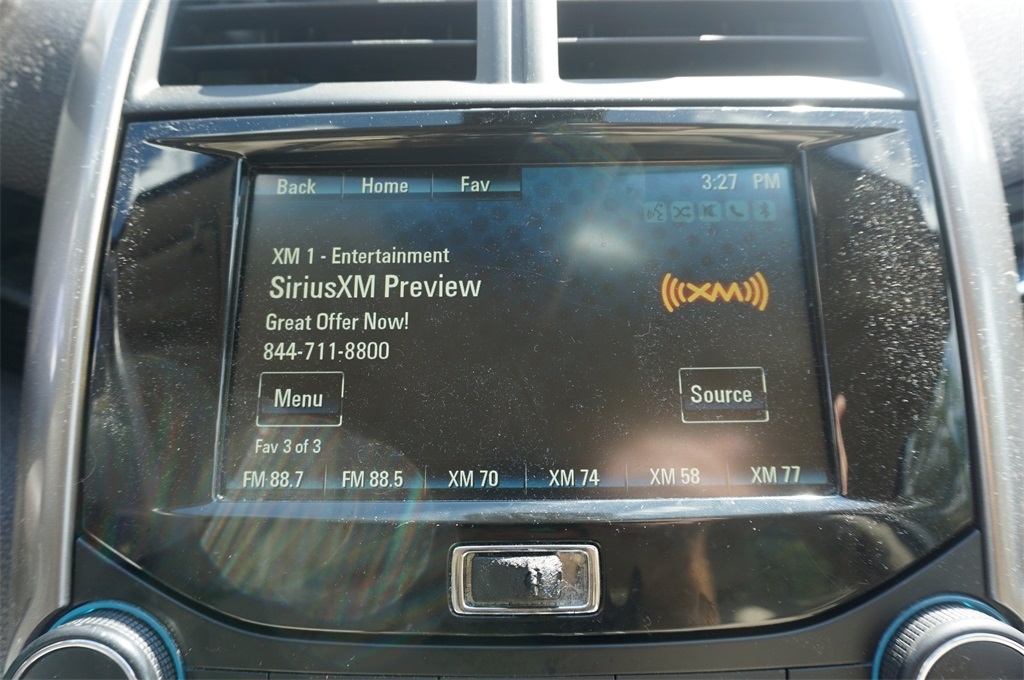 Back Home Fav 3:27 PM
XM 1 - Entertainment
SiriusXM Preview
((XM))
Great Offer Now!
844-711-8800
Menu Source
Fav 3 of 3
FM 88.7 FM 88.5 XM 70 XM 74 XM 58 XM 77